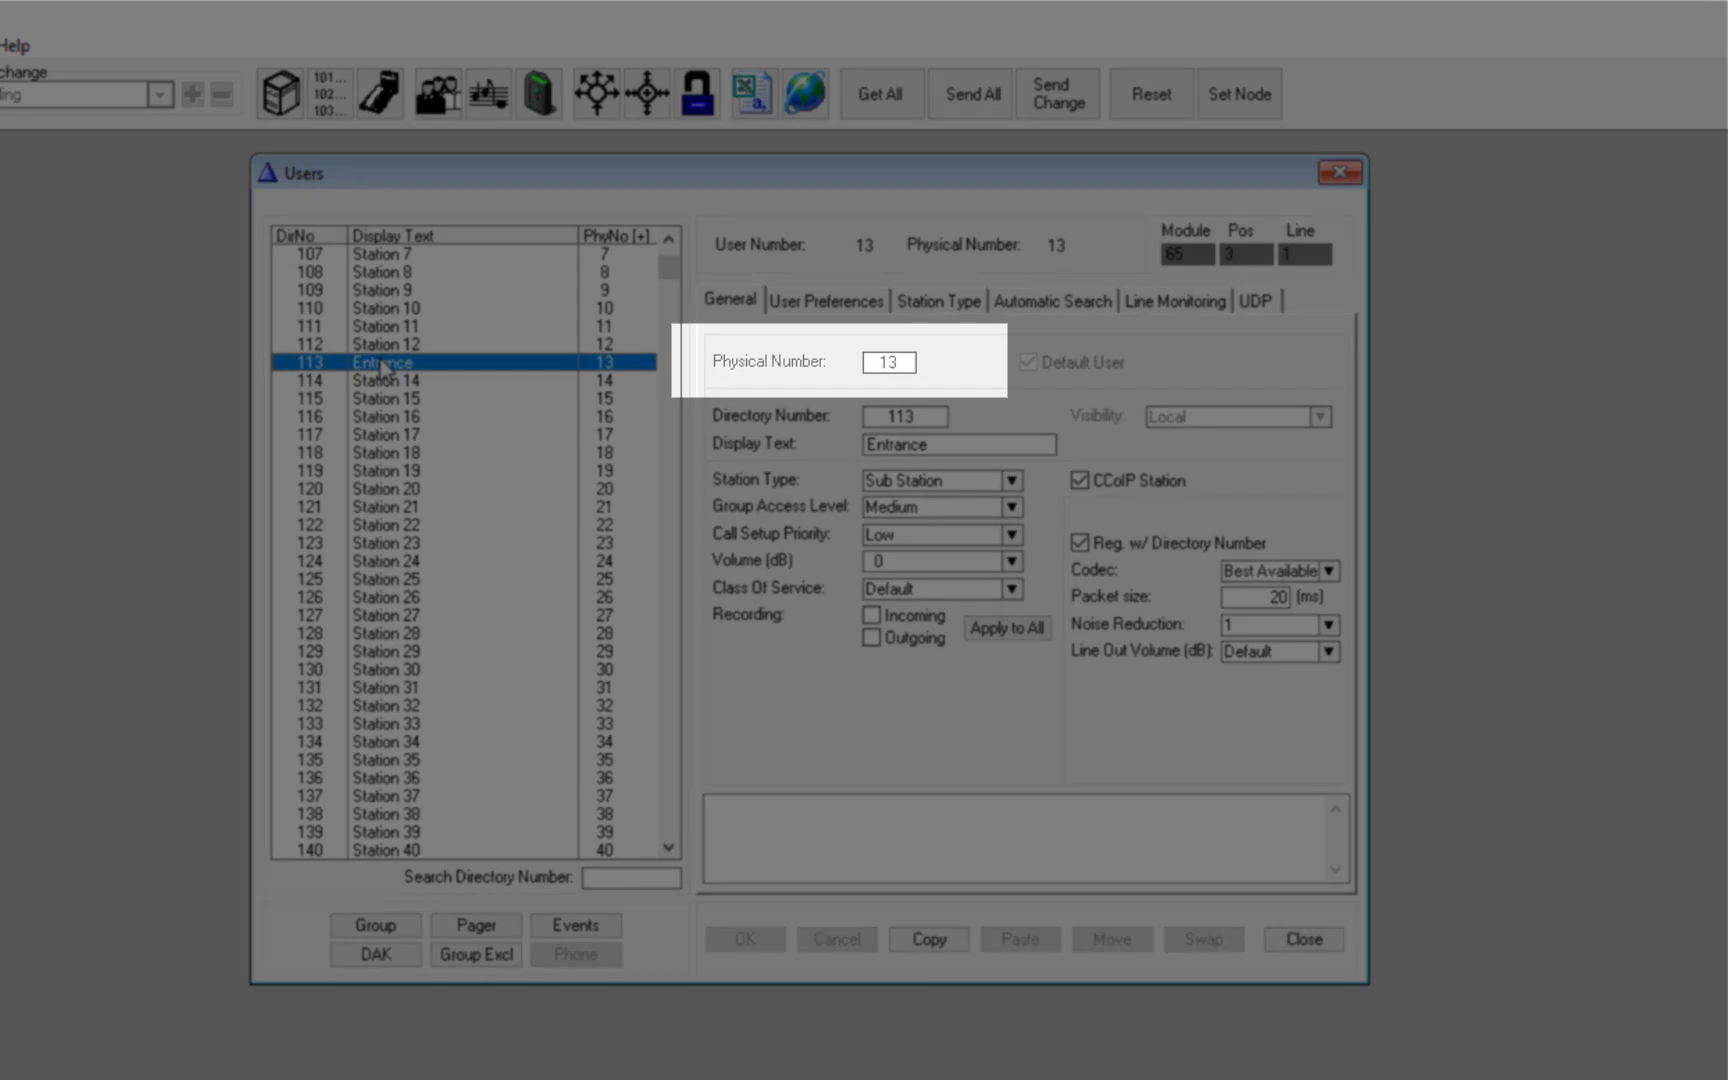 Help
change
ling
101...
102...
103...
a,
Get All
Send All
Send
Change
Reset
Set Node
Users
DirNo Display Text PhyNo [+]
107 Station 7 7
108 Station 8 8
109 Station 9 9
110 Station 10 10
111 Station 11 11
112 Station 12 12
113 Entrance 13
114 Station 14 14
115 Station 15 15
116 Station 16 16
117 Station 17 17
118 Station 18 18
119 Station 19 19
120 Station 20 20
121 Station 21 21
122 Station 22 22
123 Station 23 23
124 Station 24 24
125 Station 25 25
126 Station 26 26
127 Station 27 27
128 Station 28 28
129 Station 29 29
130 Station 30 30
131 Station 31 31
132 Station 32 32
133 Station 33 33
134 Station 34 34
135 Station 35 35
136 Station 36 36
137 Station 37 37
138 Station 38 38
139 Station 39 39
140 Station 40 40
Search Directory Number:
Group Pager Events
DAK Group Excl Phone
User Number: 13 Physical Number: 13
Module Pos Line
65 3 1
General User Preferences Station Type Automatic Search Line Monitoring UDP
Physical Number: 13 Default User
Directory Number: 113 Visibility: Local
Display Text: Entrance
Station Type: Sub Station
Group Access Level: Medium
Call Setup Priority: Low
Volume (dB) 0
Class Of Service: Default
Recording: Incoming
Outgoing
Apply to All
CCoIP Station
Reg. w/ Directory Number
Codec: Best Available
Packet size: 20 (ms)
Noise Reduction: 1
Line Out Volume (dB): Default
OK Cancel Copy Paste Move Swap Close